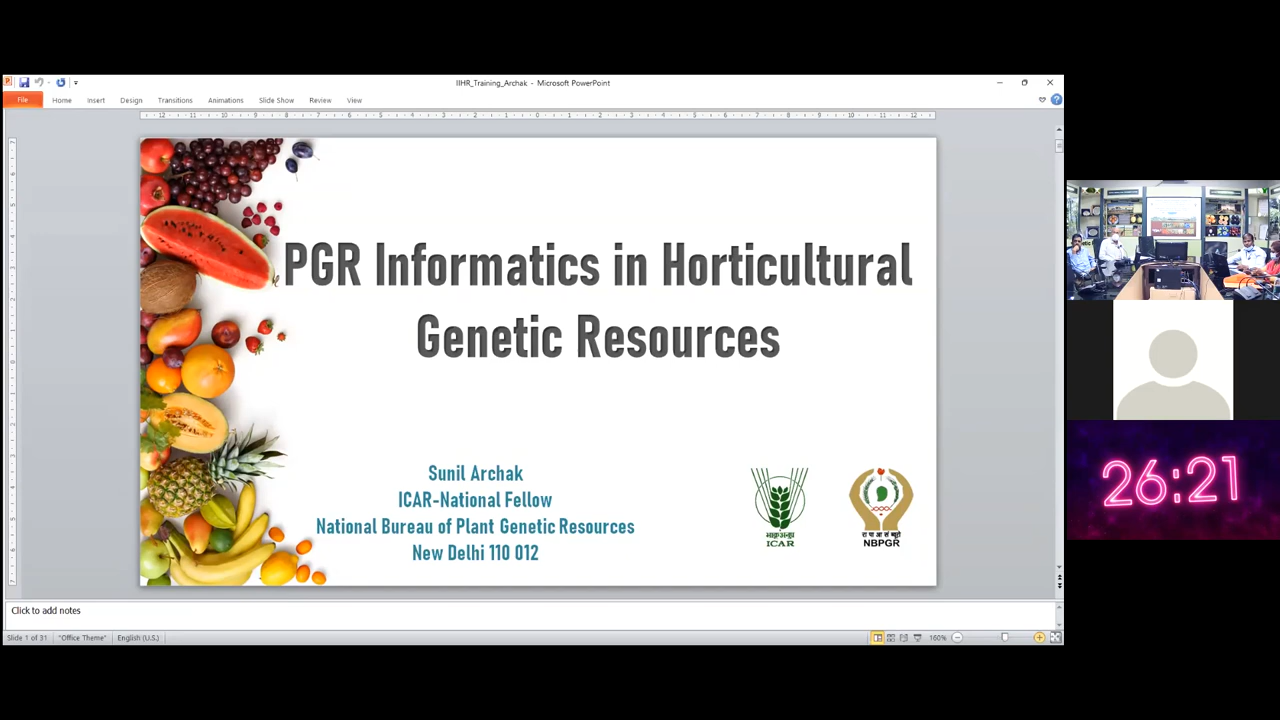 IIHR_Training_Archak - Microsoft PowerPoint
File Home Insert Design Transitions Animations Slide Show Review View
PGR Informatics in Horticultural
Genetic Resources
Sunil Archak
ICAR-National Fellow
National Bureau of Plant Genetic Resources
New Delhi 110 012
भाकृअनुप
ICAR
रा पा आ सं ब्यूरो
NBPGR
26:21
Click to add notes
Slide 1 of 31 "Office Theme" English (U.S.) 160%